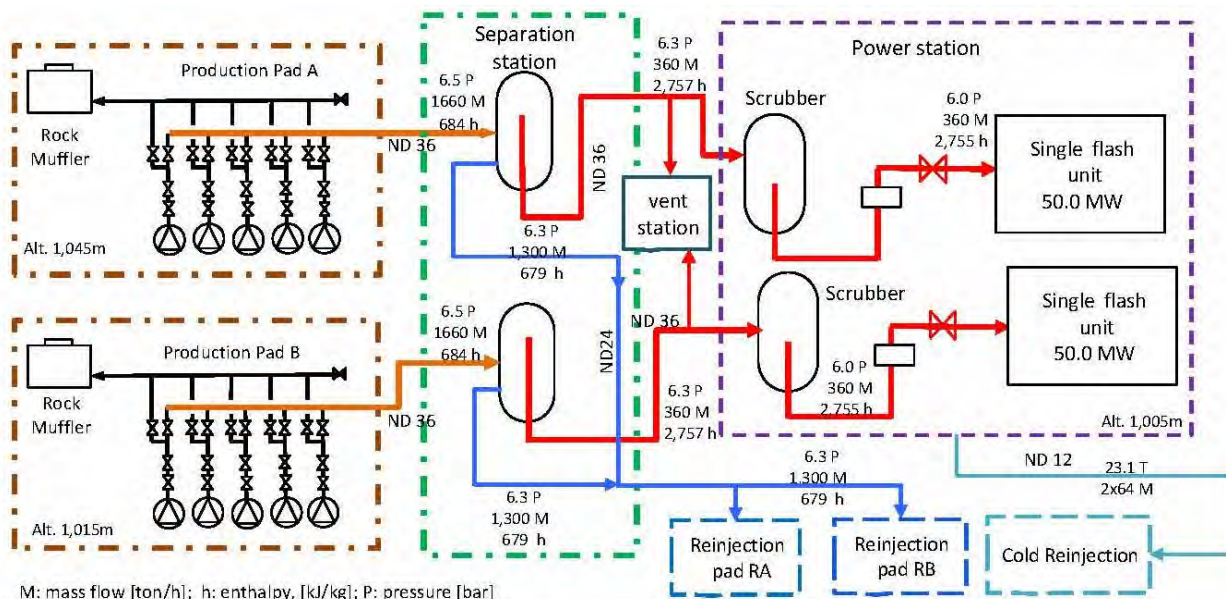 Production Pad A
Rock
Muffler
Alt. 1,045m
ND 36
6.5 P
1660 M
684 h
Separation
station
6.3 P
1,300 M
679 h
ND 36
6.3 P
360 M
2,757 h
vent
station
Power station
Scrubber
6.0 P
360 M
2,755 h
Single flash
unit
50.0 MW
Production Pad B
Rock
Muffler
Alt. 1,015m
ND 36
6.5 P
1660 M
684 h
ND24
6.3 P
1,300 M
679 h
ND 36
6.3 P
360 M
2,757 h
Scrubber
6.0 P
360 M
2,755 h
Single flash
unit
50.0 MW
Alt. 1,005m
6.3 P
1.300 M
679 h
ND 12
23.1 T
2x64 M
Reinjection
pad RA
Reinjection
pad RB
Cold Reinjection
M: mass flow [ton/h]; h: enthalpy, [kJ/kg]; P: pressure [bar]